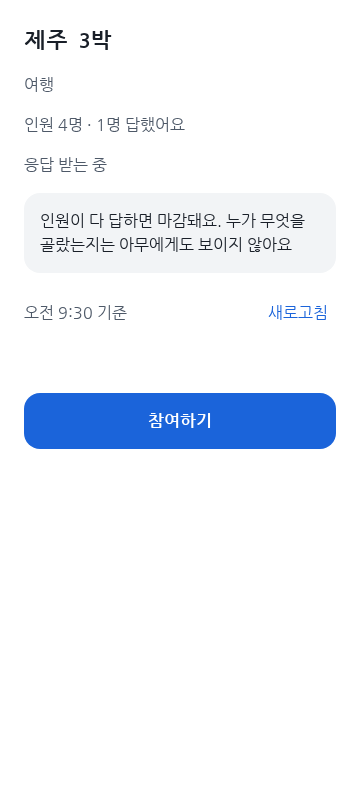 제주 3박
여행
인원 4명 · 1명 답했어요
응답 받는 중
인원이 다 답하면 마감돼요. 누가 무엇을
골랐는지는 아무에게도 보이지 않아요
오전 9:30 기준
새로고침
참여하기